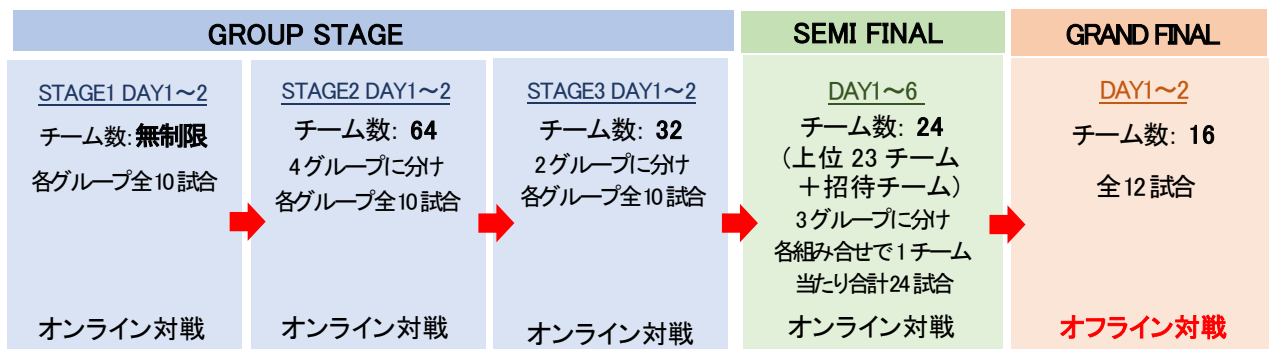 GROUP STAGE
STAGE1 DAY1～2
チーム数：無制限
各グループ全10試合
オンライン対戦
STAGE2 DAY1～2
チーム数： 64
4グループに分け
各グループ全10試合
オンライン対戦
STAGE3 DAY1～2
チーム数： 32
2グループに分け
各グループ全10試合
オンライン対戦
SEMI FINAL
DAY1～6
チーム数： 24
（上位 23 チーム
＋招待チーム）
3グループに分け
各組み合せで1チーム
当たり合計24試合
オンライン対戦
GRAND FINAL
DAY1～2
チーム数： 16
全12試合
オフライン対戦